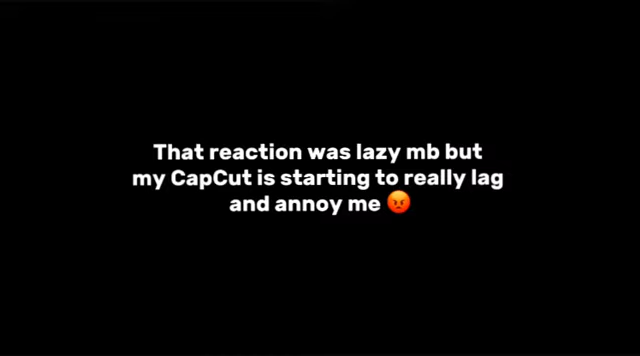 That reaction was lazy mb but
my CapCut is starting to really lag
and annoy me 😡